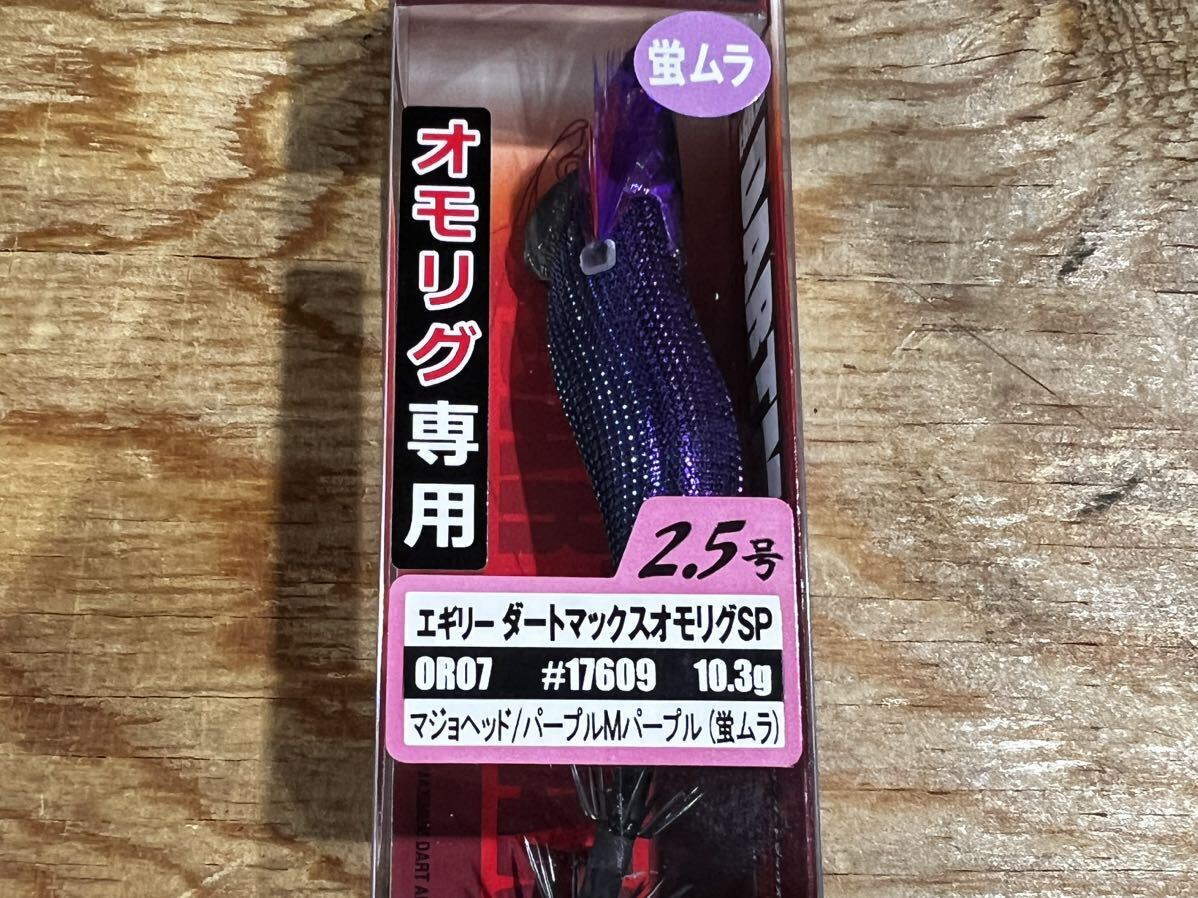 蛍ムラ
オモリグ専用
2.5号
エギリー ダートマックスオモリグSP
OR07 #17609 10.3g
マジョヘッド/パープルMパープル(蛍ムラ)
DART